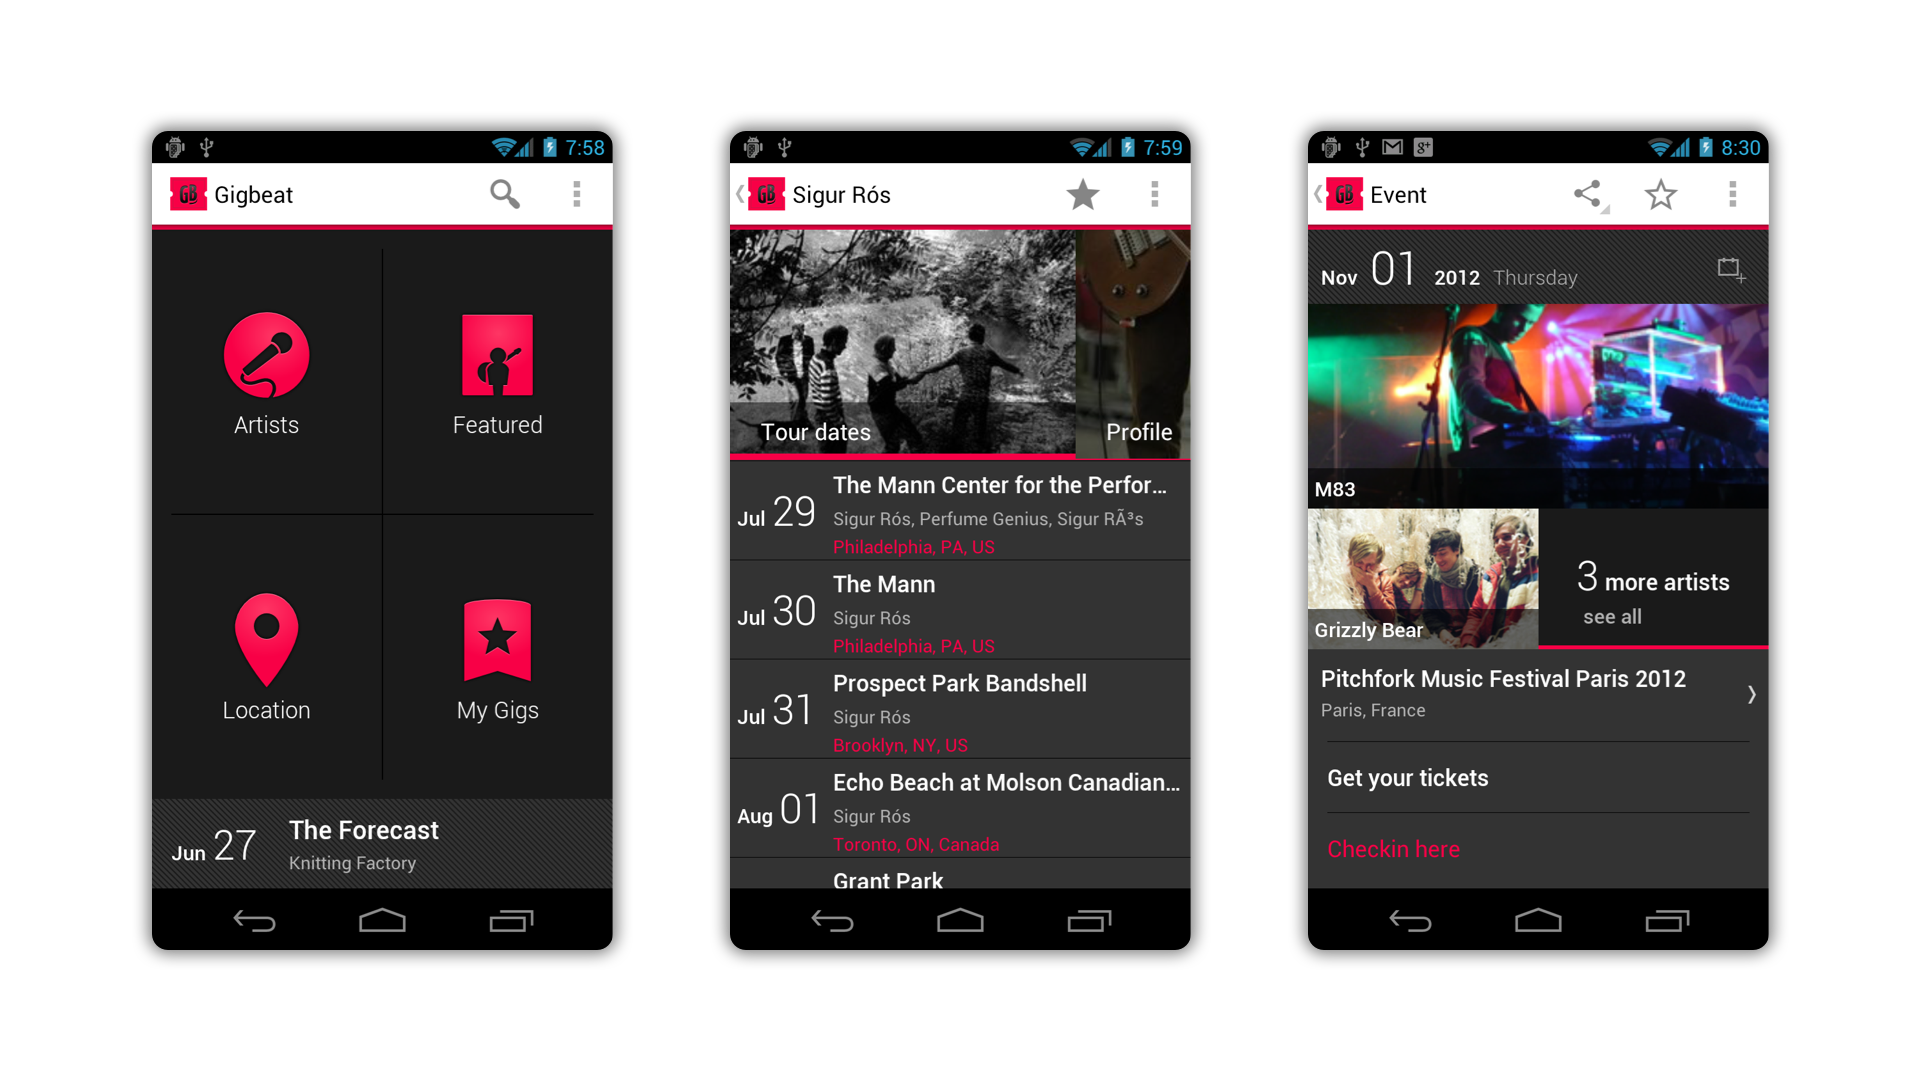 7:58
GB Gigbeat
Artists
Featured
Location
My Gigs
Jun 27
The Forecast
Knitting Factory
7:59
GB Sigur Rós
Tour dates
Profile
Jul 29
The Mann Center for the Perfor...
Sigur Rós, Perfume Genius, Sigur RÃ³s
Philadelphia, PA, US
Jul 30
The Mann
Sigur Rós
Philadelphia, PA, US
Jul 31
Prospect Park Bandshell
Sigur Rós
Brooklyn, NY, US
Aug 01
Echo Beach at Molson Canadian...
Sigur Rós
Toronto, ON, Canada
Grant Park
g+ 8:30
GB Event
Nov 01 2012 Thursday
M83
Grizzly Bear
3 more artists
see all
Pitchfork Music Festival Paris 2012
Paris, France
Get your tickets
Checkin here